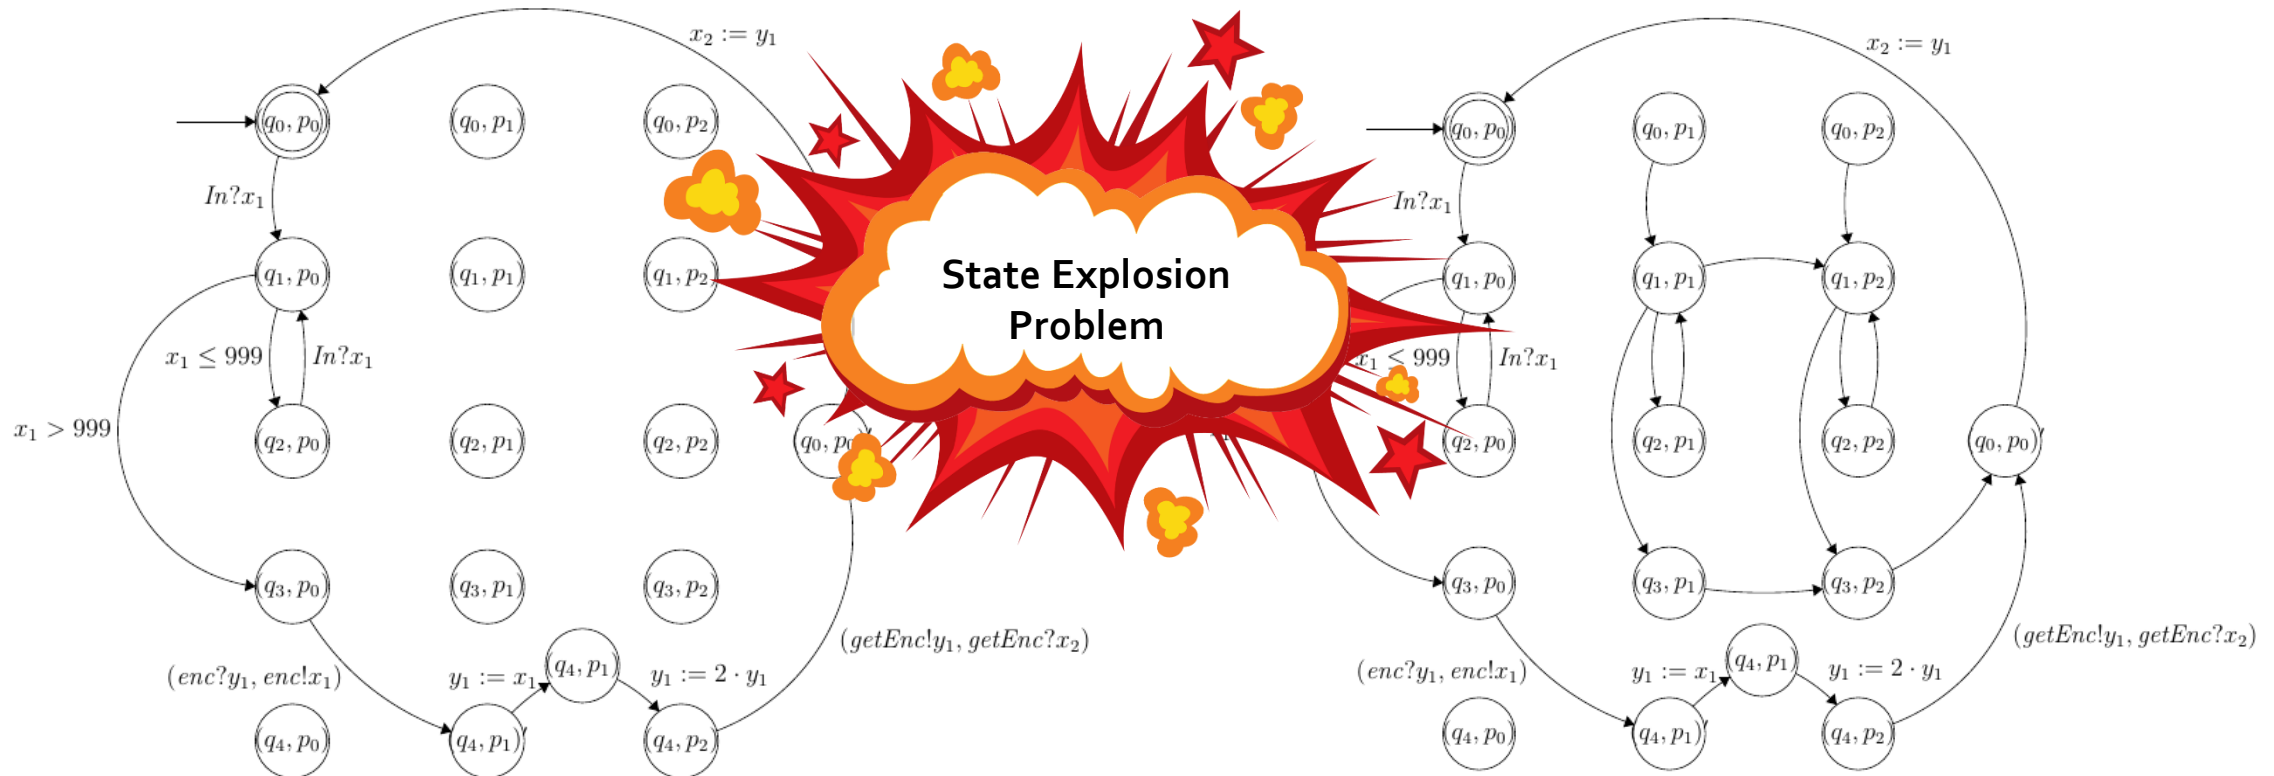 x₂ := y₁
x₂ := y₁
(q₀, p₀)
(q₀, p₁)
(q₀, p₂)
(q₀, p₀)
(q₀, p₁)
(q₀, p₂)
In?x₁
In?x₁
(q₁, p₀)
(q₁, p₁)
(q₁, p₂)
State Explosion
Problem
(q₁, p₀)
(q₁, p₁)
(q₁, p₂)
x₁ ≤ 999
In?x₁
x₁ ≤ 999
In?x₁
x₁ > 999
(q₂, p₀)
(q₂, p₁)
(q₂, p₂)
(q₀, p₀)′
(q₂, p₀)
(q₂, p₁)
(q₂, p₂)
(q₀, p₀)′
(q₃, p₀)
(q₃, p₁)
(q₃, p₂)
(q₃, p₀)
(q₃, p₁)
(q₃, p₂)
(getEnc!y₁, getEnc?x₂)
(getEnc!y₁, getEnc?x₂)
(enc?y₁, enc!x₁)
y₁ := x₁
(q₄, p₁)
y₁ := 2 · y₁
(enc?y₁, enc!x₁)
y₁ := x₁
(q₄, p₁)
y₁ := 2 · y₁
(q₄, p₀)
(q₄, p₁)′
(q₄, p₂)
(q₄, p₀)
(q₄, p₁)′
(q₄, p₂)